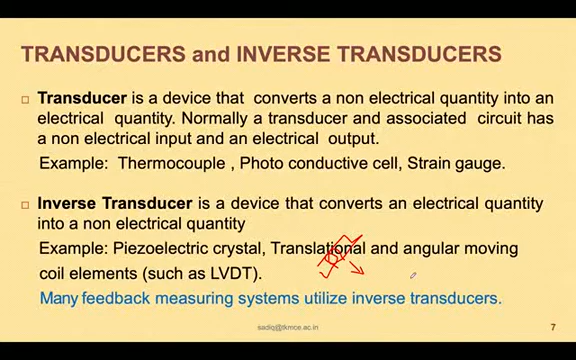 TRANSDUCERS and INVERSE TRANSDUCERS
Transducer is a device that converts a non electrical quantity into an
electrical quantity. Normally a transducer and associated circuit has
a non electrical input and an electrical output.
Example: Thermocouple , Photo conductive cell, Strain gauge.
Inverse Transducer is a device that converts an electrical quantity
into a non electrical quantity
Example: Piezoelectric crystal, Translational and angular moving
coil elements (such as LVDT).
Many feedback measuring systems utilize inverse transducers.
sadiq@tkmce.ac.in
7